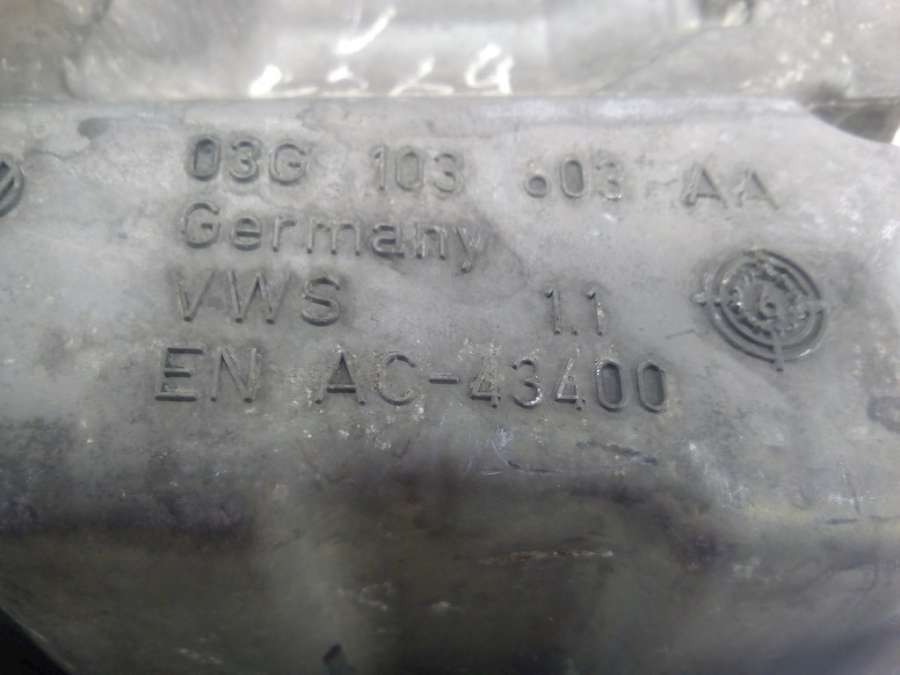 03G 103 603 AA
Germany
VWS 1.1
EN AC-43400